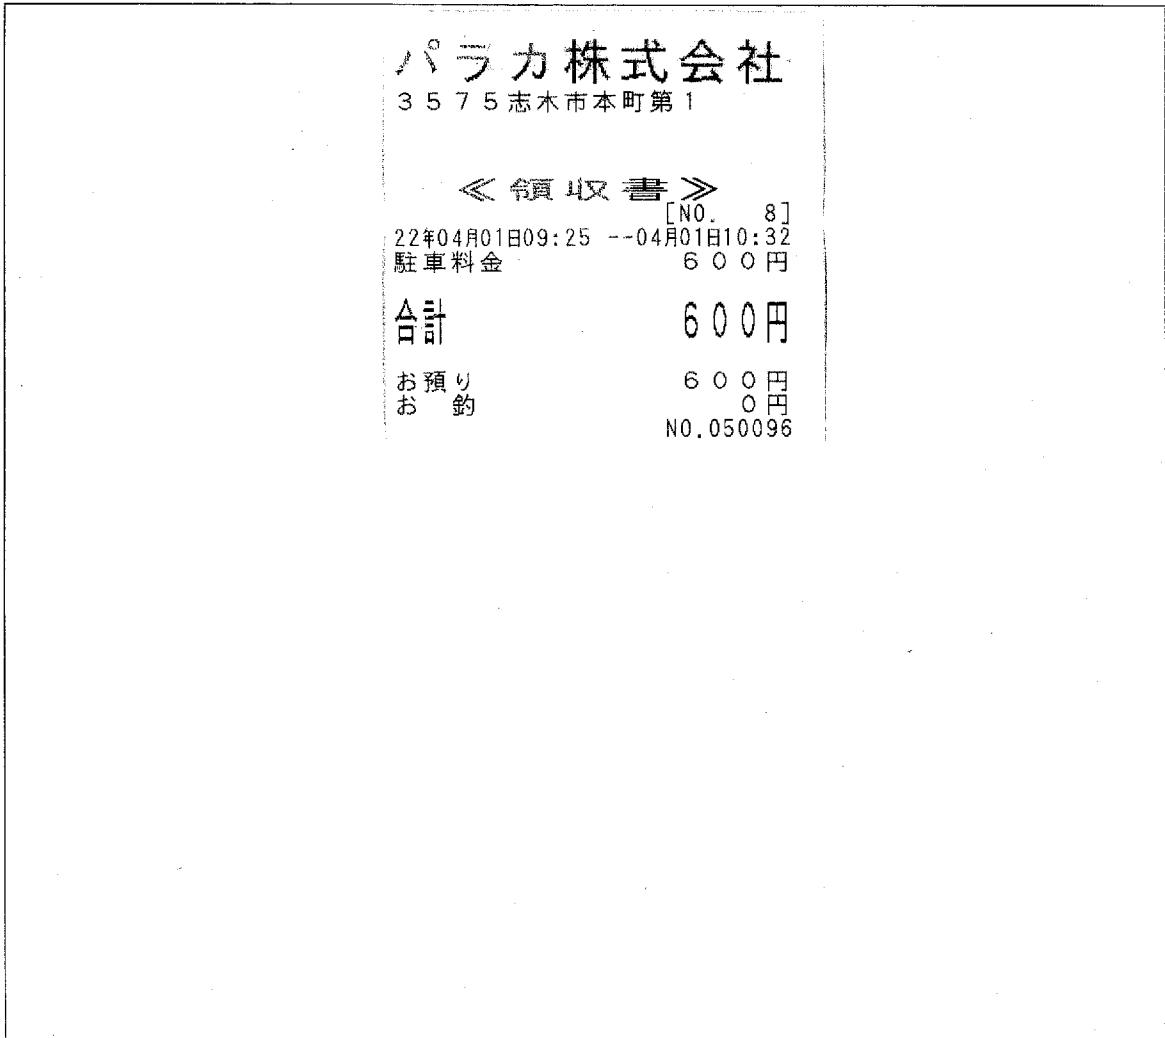 パラカ株式会社
3575志木市本町第1
≪領収書≫
[NO. 8]
22年04月01日09:25 --04月01日10:32
駐車料金 600円
合計 600円
お預り 600円
お 釣 0円
NO.050096